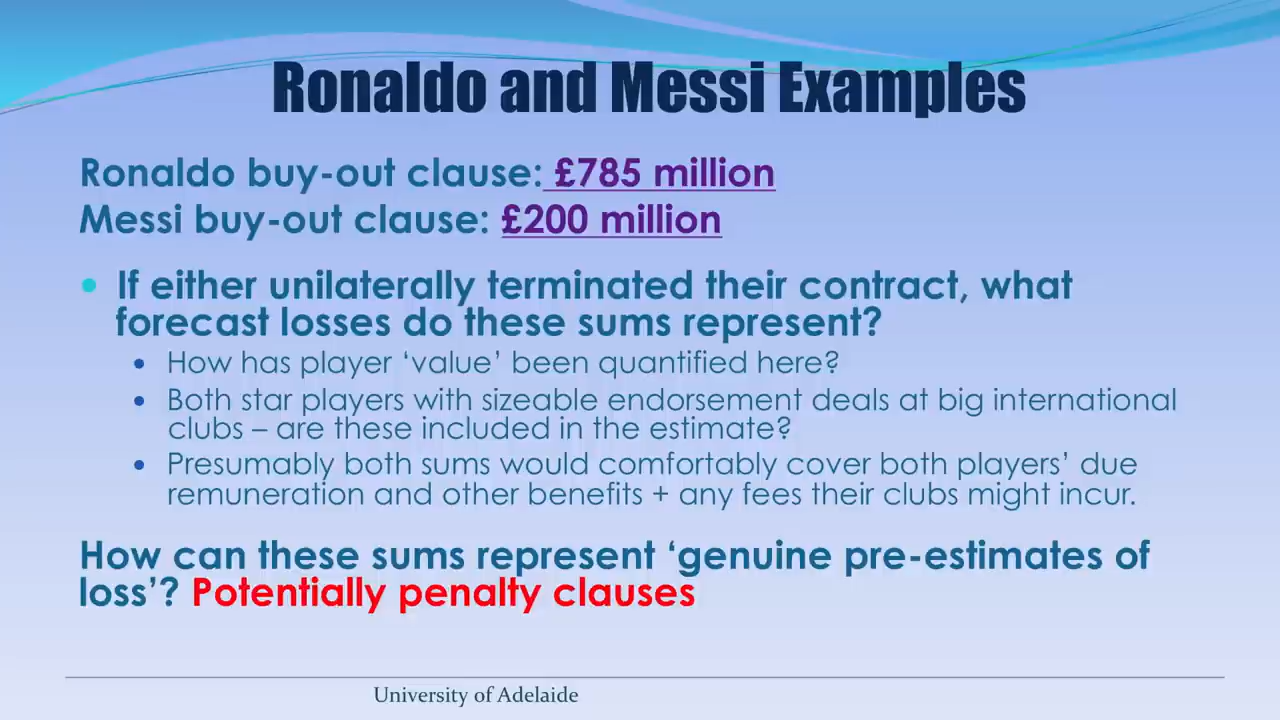 Ronaldo and Messi Examples
Ronaldo buy-out clause: £785 million
Messi buy-out clause: £200 million
• If either unilaterally terminated their contract, what
forecast losses do these sums represent?
• How has player ‘value’ been quantified here?
• Both star players with sizeable endorsement deals at big international
clubs – are these included in the estimate?
• Presumably both sums would comfortably cover both players’ due
remuneration and other benefits + any fees their clubs might incur.
How can these sums represent ‘genuine pre-estimates of
loss’? Potentially penalty clauses
University of Adelaide